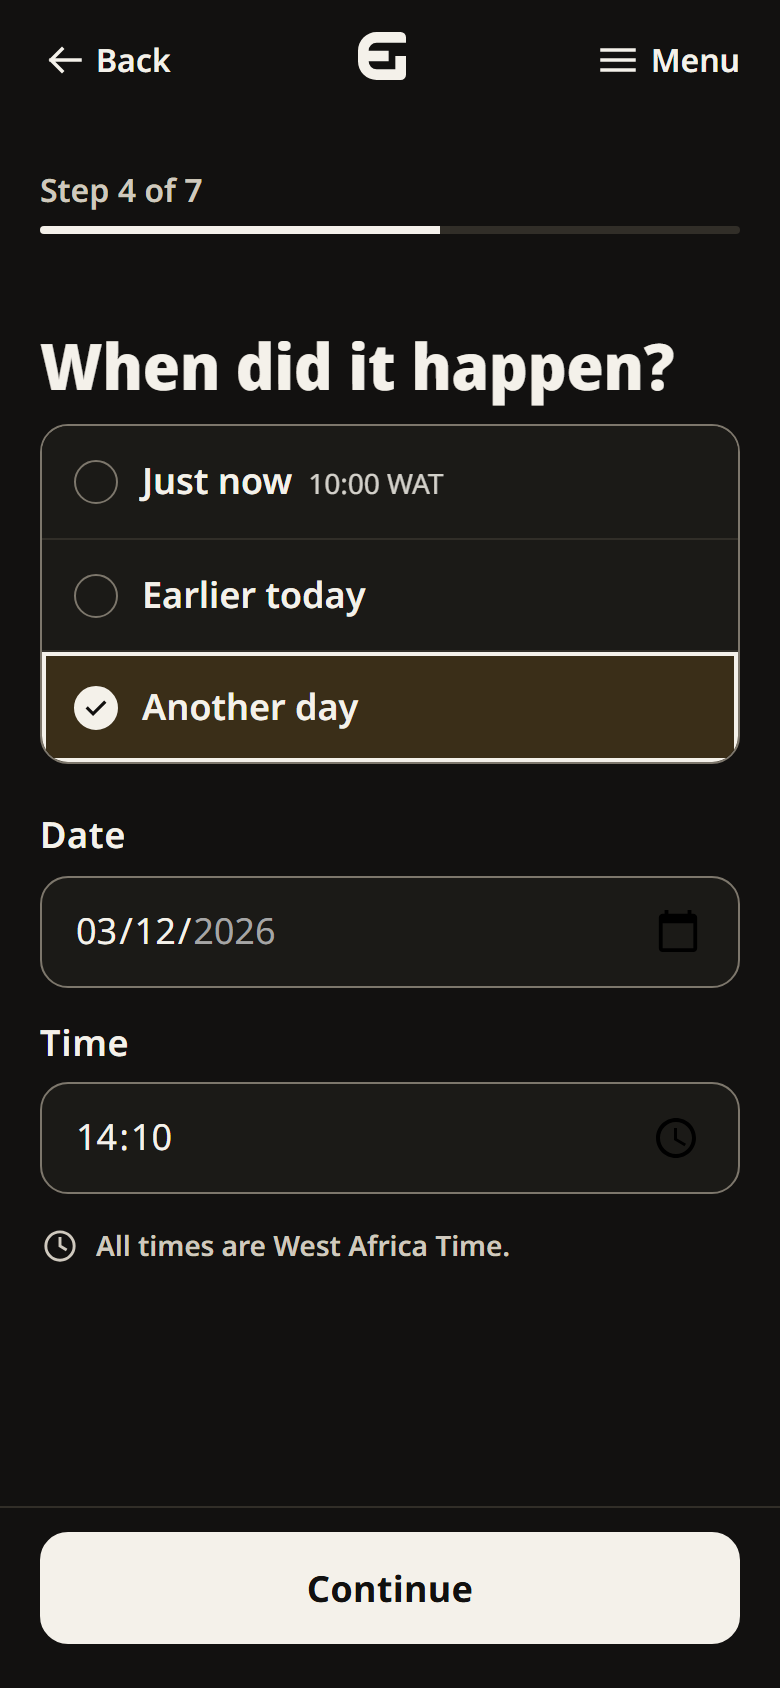 Back
Menu
Step 4 of 7
When did it happen?
Just now 10:00 WAT
Earlier today
Another day
Date
03/12/2026
Time
14:10
All times are West Africa Time.
Continue